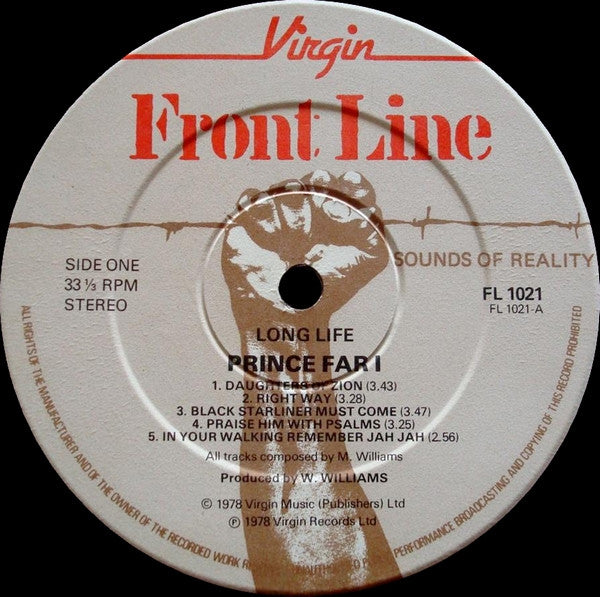 Virgin
Front Line
SOUNDS OF REALITY
SIDE ONE
33 ⅓ RPM
STEREO
FL 1021
FL 1021-A
LONG LIFE
PRINCE FAR I
1. DAUGHTERS OF ZION (3.43)
2. RIGHT WAY (3.28)
3. BLACK STARLINER MUST COME (3.47)
4. PRAISE HIM WITH PSALMS (3.25)
5. IN YOUR WALKING REMEMBER JAH JAH (2.56)
All tracks composed by M. Williams
Produced by W. WILLIAMS
© 1978 Virgin Music (Publishers) Ltd
℗ 1978 Virgin Records Ltd
ALL RIGHTS OF THE MANUFACTURER AND OF THE OWNER OF THE RECORDED WORK PERFORMANCE BROADCASTING AND COPYING OF THIS RECORD PROHIBITED